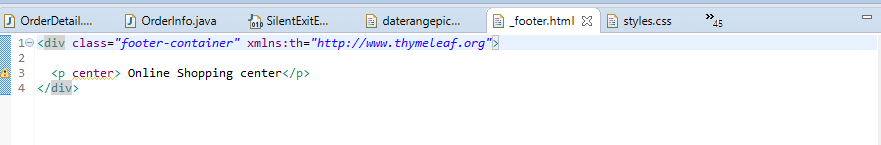 OrderDetail.... OrderInfo.java SilentExitE... daterangepic... _footer.html styles.css »45
1 <div class="footer-container" xmlns:th="http://www.thymeleaf.org">
2
3 <p center> Online Shopping center</p>
4 </div>